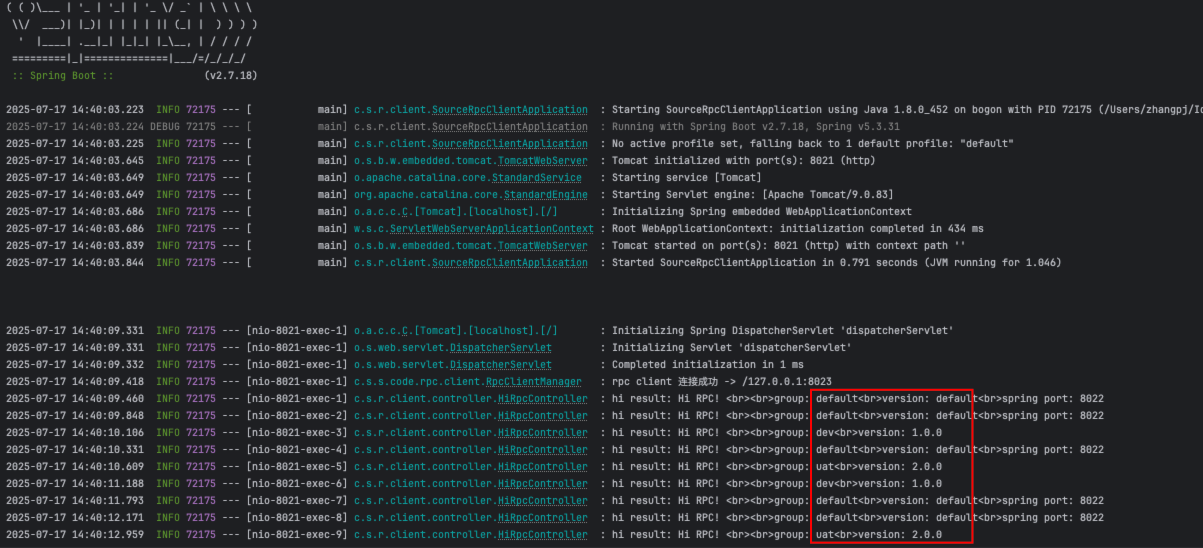 ( ( )\___ | '_ | '_| | '_ \/ _` | \ \ \ \
\\/  ___)| |_)| | | | | || (_| |  ) ) ) )
'  |____| .__|_| |_|_| |_\__, | / / / /
=========|_|==============|___/=/_/_/_/
:: Spring Boot ::                (v2.7.18)
2025-07-17 14:40:03.223  INFO 72175 --- [           main] c.s.r.client.SourceRpcClientApplication  : Starting SourceRpcClientApplication using Java 1.8.0_452 on bogon with PID 72175 (/Users/zhangpj/Id
2025-07-17 14:40:03.224 DEBUG 72175 --- [           main] c.s.r.client.SourceRpcClientApplication  : Running with Spring Boot v2.7.18, Spring v5.3.31
2025-07-17 14:40:03.225  INFO 72175 --- [           main] c.s.r.client.SourceRpcClientApplication  : No active profile set, falling back to 1 default profile: "default"
2025-07-17 14:40:03.645  INFO 72175 --- [           main] o.s.b.w.embedded.tomcat.TomcatWebServer  : Tomcat initialized with port(s): 8021 (http)
2025-07-17 14:40:03.649  INFO 72175 --- [           main] o.apache.catalina.core.StandardService   : Starting service [Tomcat]
2025-07-17 14:40:03.649  INFO 72175 --- [           main] org.apache.catalina.core.StandardEngine  : Starting Servlet engine: [Apache Tomcat/9.0.83]
2025-07-17 14:40:03.686  INFO 72175 --- [           main] o.a.c.c.C.[Tomcat].[localhost].[/]       : Initializing Spring embedded WebApplicationContext
2025-07-17 14:40:03.686  INFO 72175 --- [           main] w.s.c.ServletWebServerApplicationContext : Root WebApplicationContext: initialization completed in 434 ms
2025-07-17 14:40:03.839  INFO 72175 --- [           main] o.s.b.w.embedded.tomcat.TomcatWebServer  : Tomcat started on port(s): 8021 (http) with context path ''
2025-07-17 14:40:03.844  INFO 72175 --- [           main] c.s.r.client.SourceRpcClientApplication  : Started SourceRpcClientApplication in 0.791 seconds (JVM running for 1.046)
2025-07-17 14:40:09.331  INFO 72175 --- [nio-8021-exec-1] o.a.c.c.C.[Tomcat].[localhost].[/]       : Initializing Spring DispatcherServlet 'dispatcherServlet'
2025-07-17 14:40:09.331  INFO 72175 --- [nio-8021-exec-1] o.s.web.servlet.DispatcherServlet        : Initializing Servlet 'dispatcherServlet'
2025-07-17 14:40:09.332  INFO 72175 --- [nio-8021-exec-1] o.s.web.servlet.DispatcherServlet        : Completed initialization in 1 ms
2025-07-17 14:40:09.418  INFO 72175 --- [nio-8021-exec-1] c.s.s.code.rpc.client.RpcClientManager   : rpc client 连接成功 -> /127.0.0.1:8023
2025-07-17 14:40:09.460  INFO 72175 --- [nio-8021-exec-1] c.s.r.client.controller.HiRpcController  : hi result: Hi RPC! <br><br>group: default<br>version: default<br>spring port: 8022
2025-07-17 14:40:09.848  INFO 72175 --- [nio-8021-exec-2] c.s.r.client.controller.HiRpcController  : hi result: Hi RPC! <br><br>group: default<br>version: default<br>spring port: 8022
2025-07-17 14:40:10.106  INFO 72175 --- [nio-8021-exec-3] c.s.r.client.controller.HiRpcController  : hi result: Hi RPC! <br><br>group: dev<br>version: 1.0.0
2025-07-17 14:40:10.331  INFO 72175 --- [nio-8021-exec-4] c.s.r.client.controller.HiRpcController  : hi result: Hi RPC! <br><br>group: default<br>version: default<br>spring port: 8022
2025-07-17 14:40:10.609  INFO 72175 --- [nio-8021-exec-5] c.s.r.client.controller.HiRpcController  : hi result: Hi RPC! <br><br>group: uat<br>version: 2.0.0
2025-07-17 14:40:11.188  INFO 72175 --- [nio-8021-exec-6] c.s.r.client.controller.HiRpcController  : hi result: Hi RPC! <br><br>group: dev<br>version: 1.0.0
2025-07-17 14:40:11.793  INFO 72175 --- [nio-8021-exec-7] c.s.r.client.controller.HiRpcController  : hi result: Hi RPC! <br><br>group: default<br>version: default<br>spring port: 8022
2025-07-17 14:40:12.171  INFO 72175 --- [nio-8021-exec-8] c.s.r.client.controller.HiRpcController  : hi result: Hi RPC! <br><br>group: default<br>version: default<br>spring port: 8022
2025-07-17 14:40:12.959  INFO 72175 --- [nio-8021-exec-9] c.s.r.client.controller.HiRpcController  : hi result: Hi RPC! <br><br>group: uat<br>version: 2.0.0